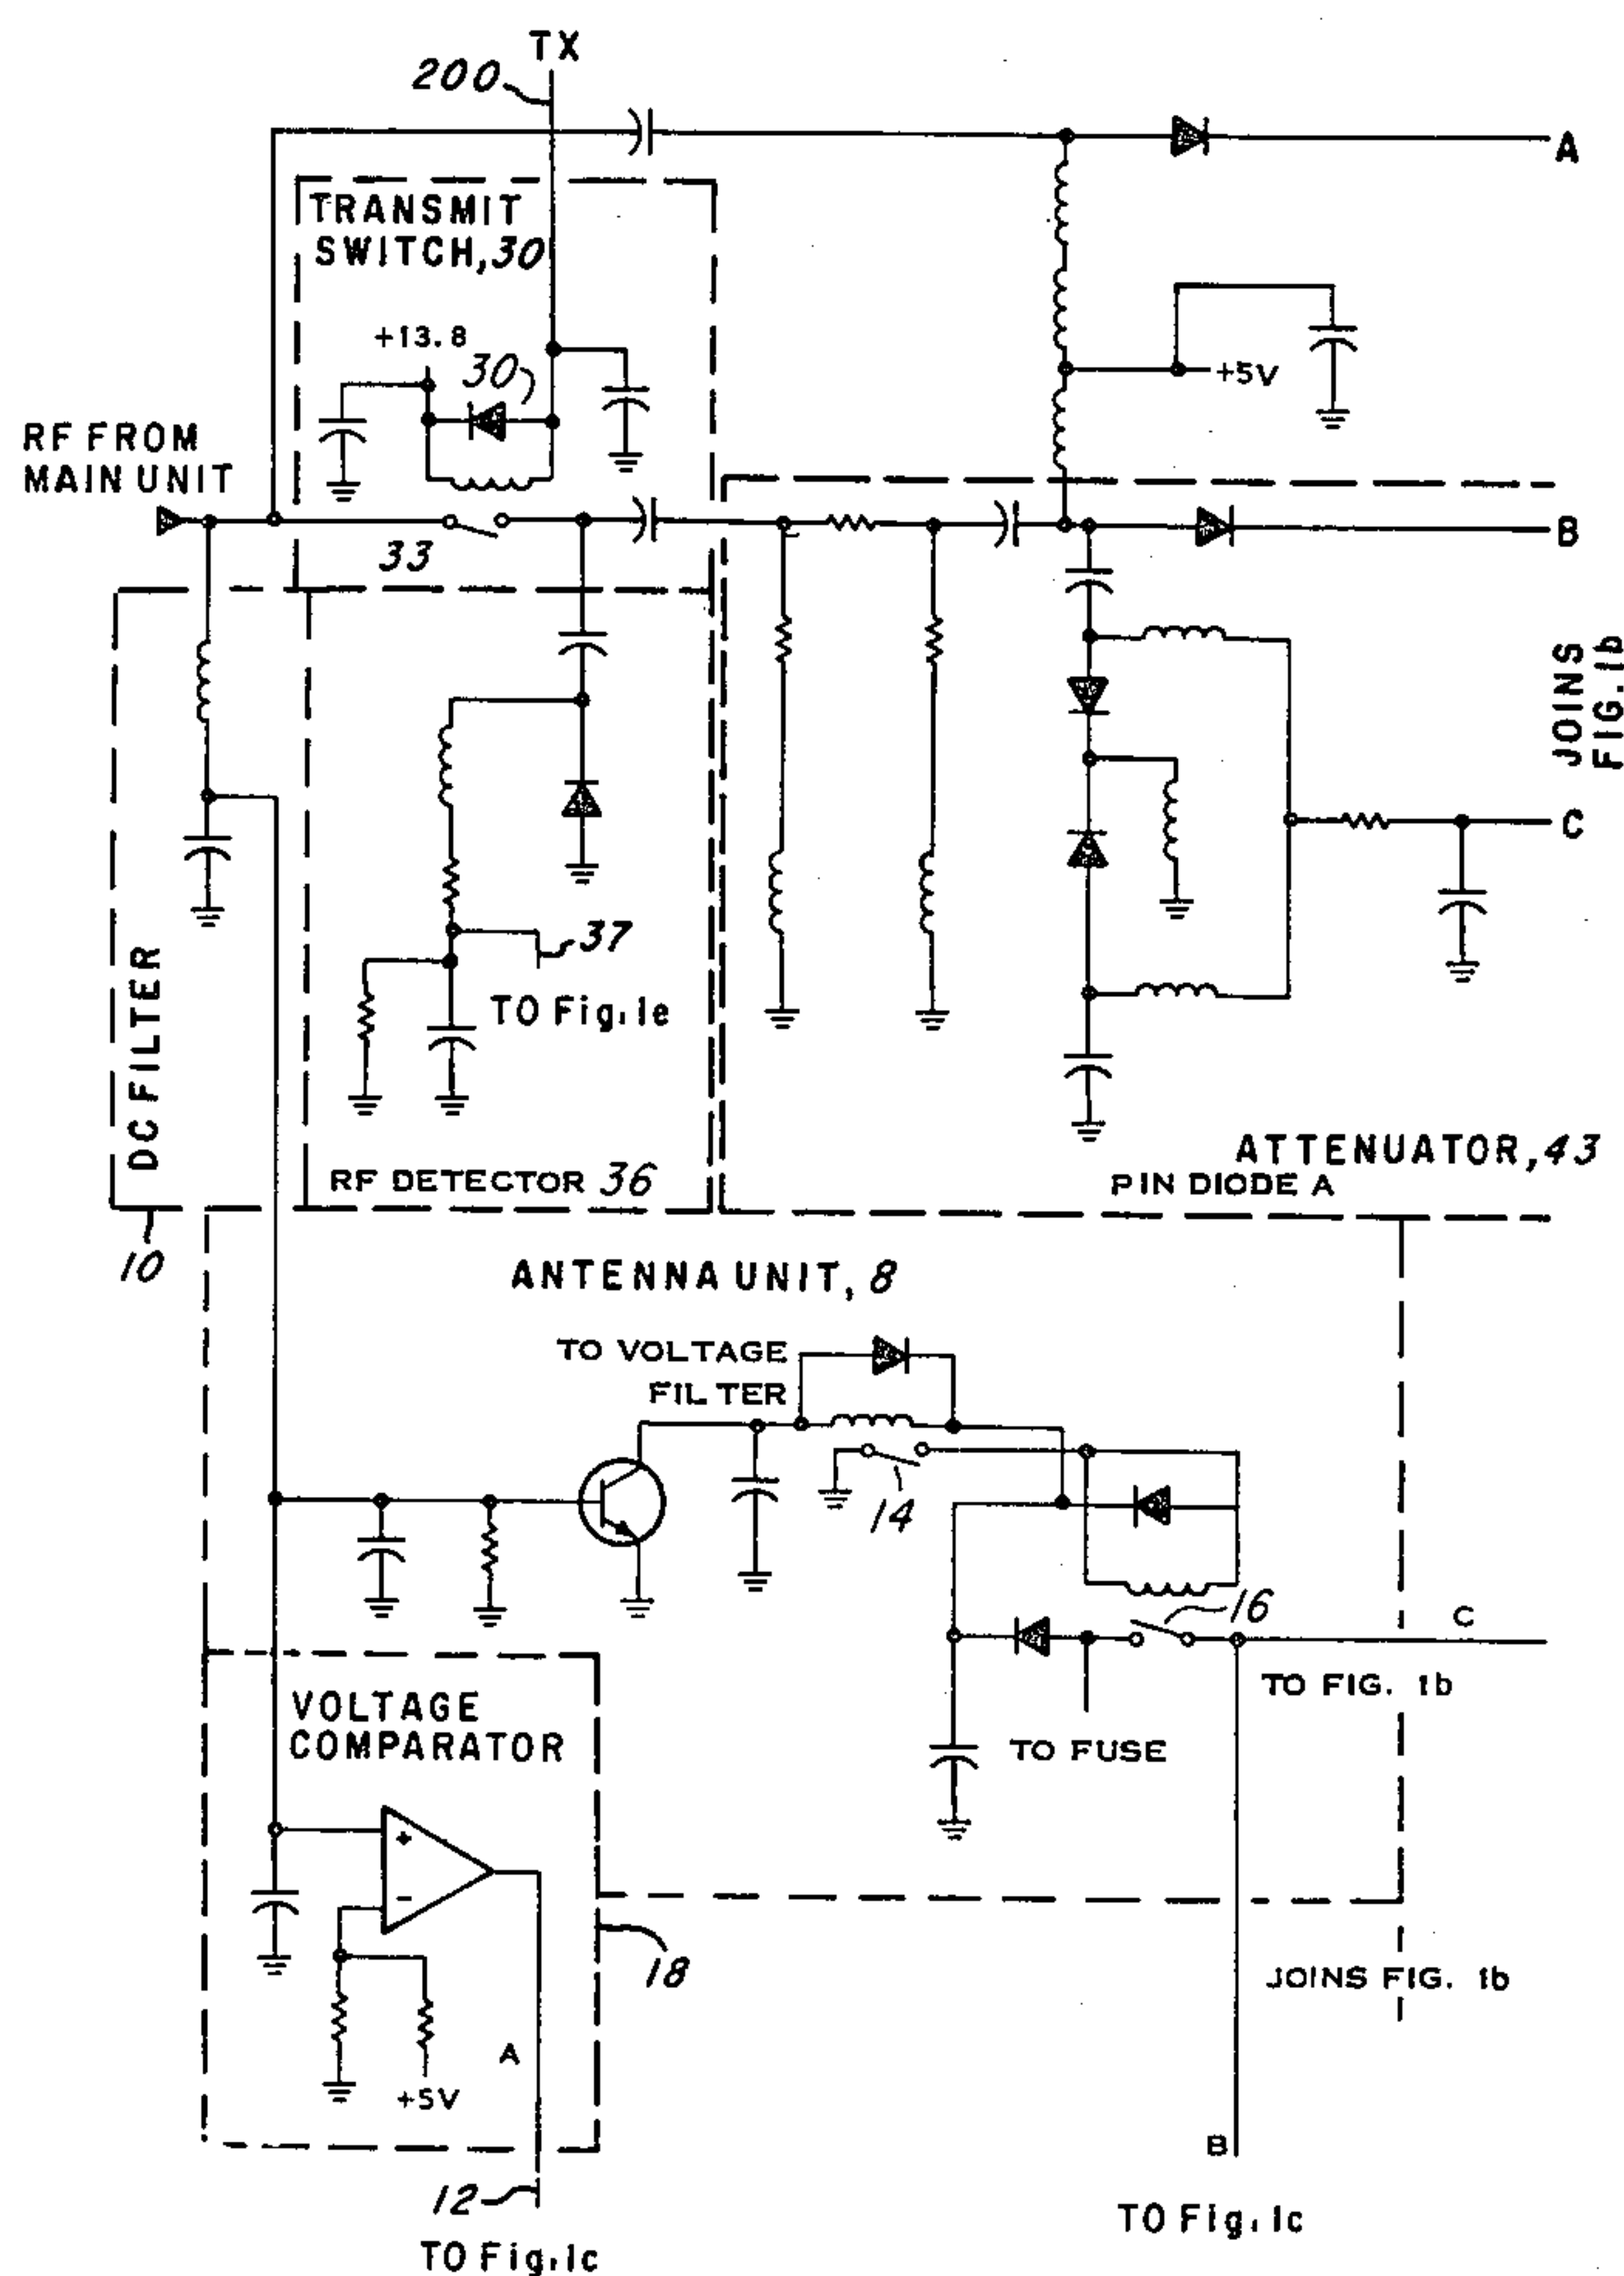 TX
200
A
TRANSMIT
SWITCH, 30
+13.8
30
+5V
RF FROM
MAIN UNIT
33
B
JOINS
FIG. 1b
C
37
TO Fig. 1e
DC FILTER
RF DETECTOR 36
ATTENUATOR, 43
PIN DIODE A
10
ANTENNA UNIT, 8
TO VOLTAGE
FILTER
14
16
C
TO FIG. 1b
VOLTAGE
COMPARATOR
TO FUSE
+
-
18
JOINS FIG. 1b
A
+5V
B
12
TO Fig. 1c
TO Fig. 1c